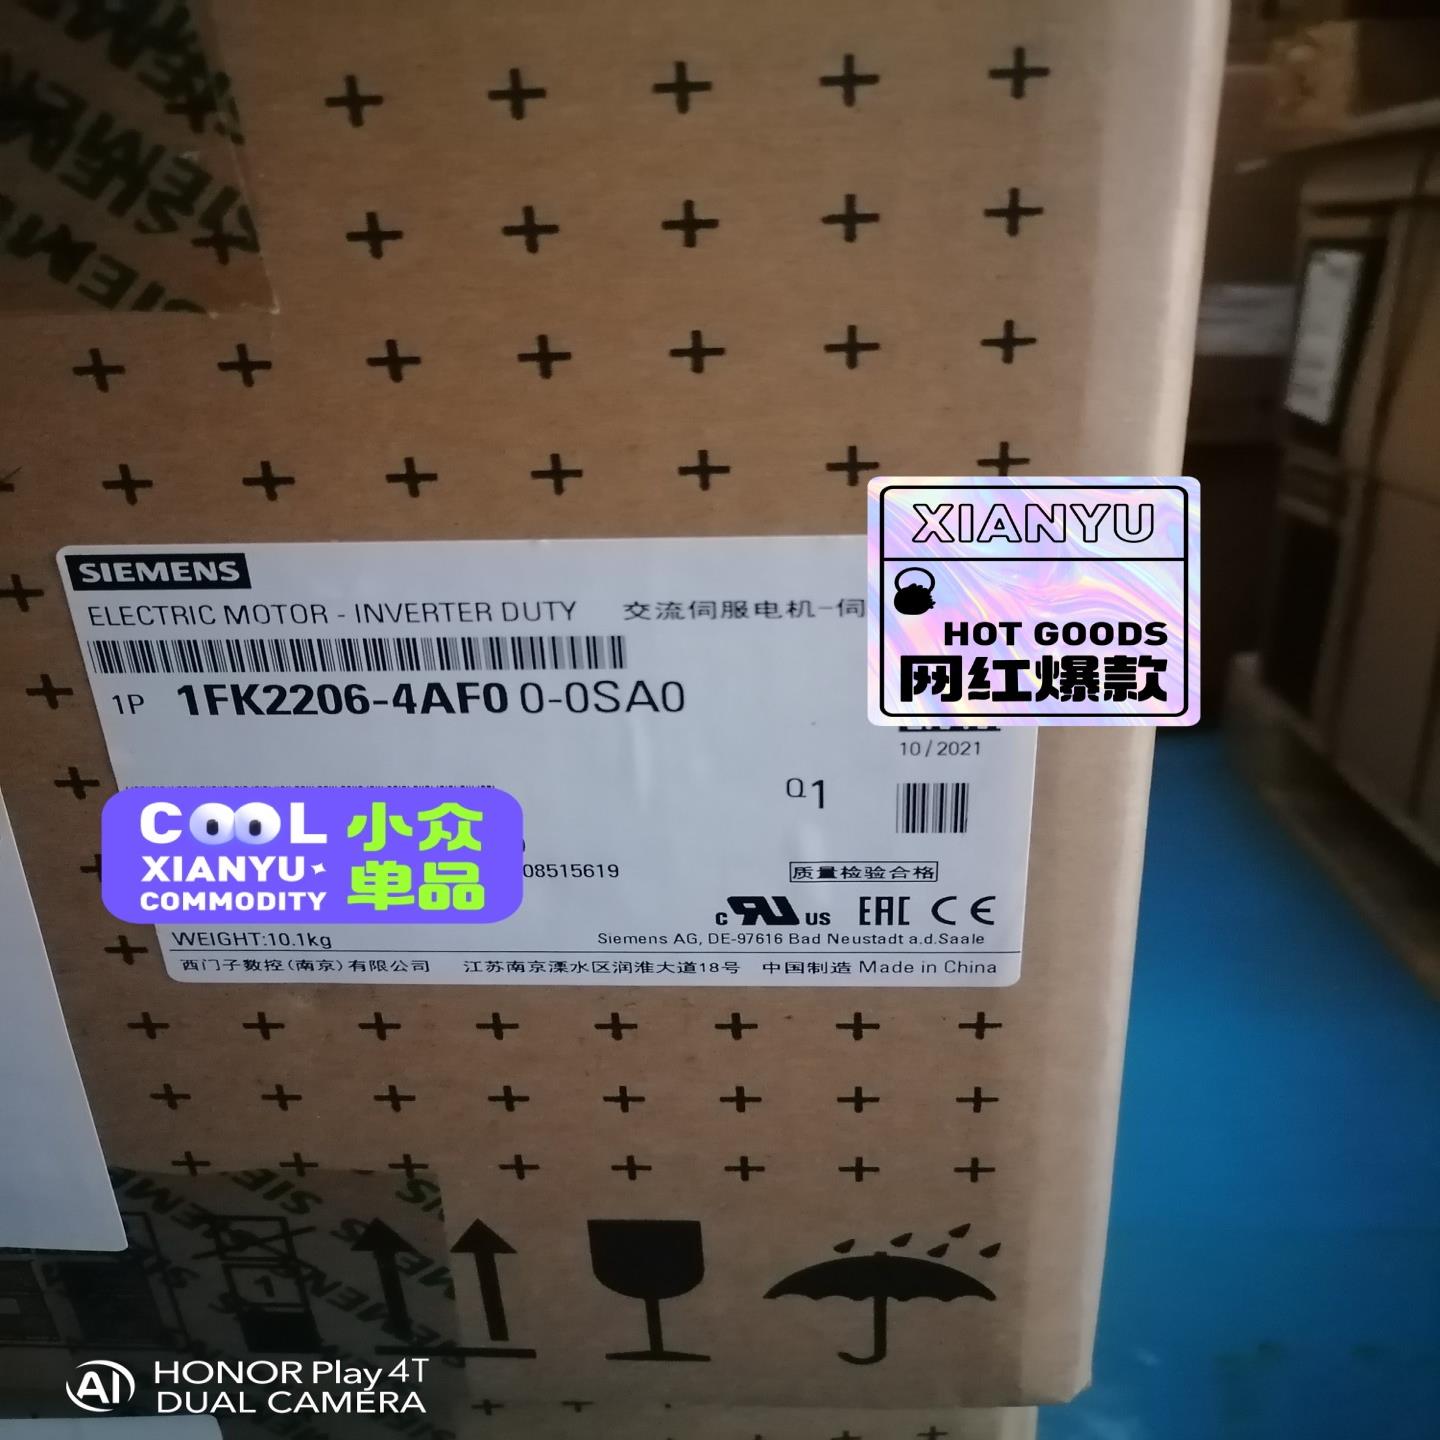 SIEMENS
ELECTRIC MOTOR - INVERTER DUTY 交流伺服电机-伺
1P 1FK2206-4AF00-0SA0
XIANYU
HOT GOODS
网红爆款
10/2021
Q1
COOL 小众
XIANYU 单品
COMMODITY
08515619
质量检验合格
c RU US EAC CE
WEIGHT:10.1kg
Siemens AG, DE-97616 Bad Neustadt a.d.Saale
西门子数控(南京)有限公司 江苏南京溧水区润淮大道18号 中国制造 Made in China
SIEMENS
AI HONOR Play 4T
DUAL CAMERA